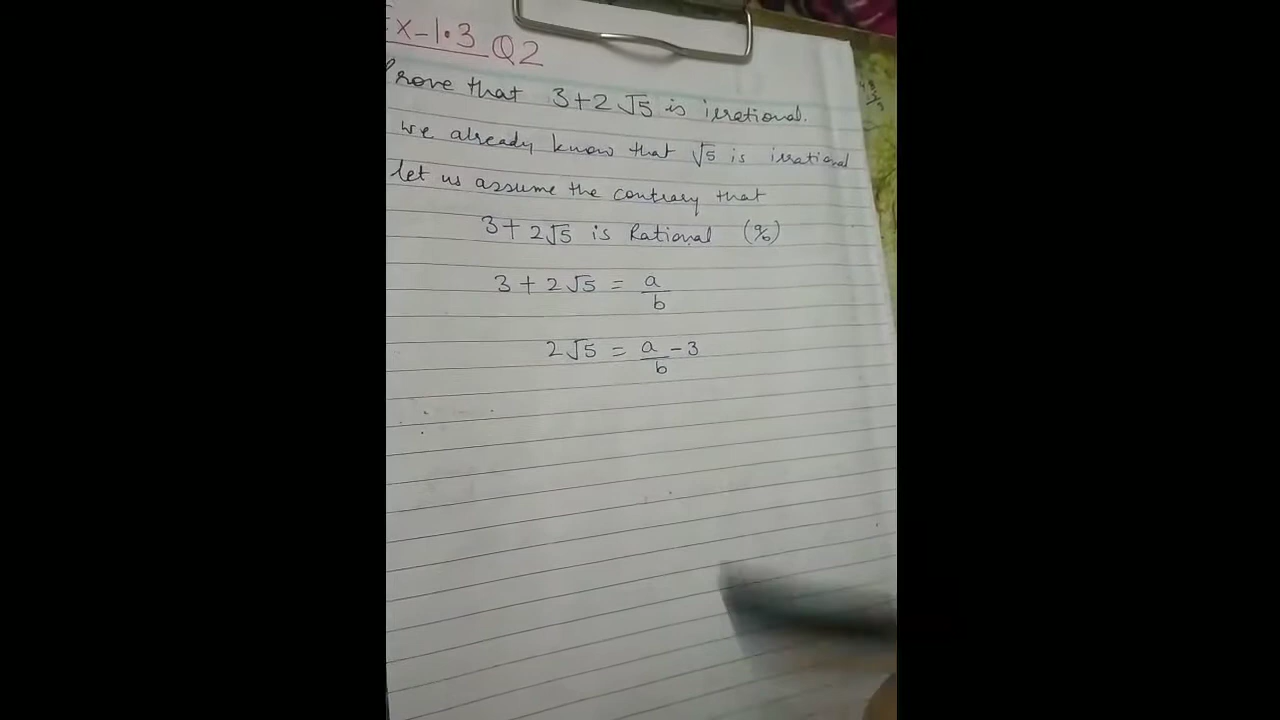 Ex-1.3 Q2
Prove that 3+2√5 is irrational.
we already know that √5 is irrational
let us assume the contrary that
3+2√5 is Rational (a/b)
3+2√5 = a/b
2√5 = a/b - 3